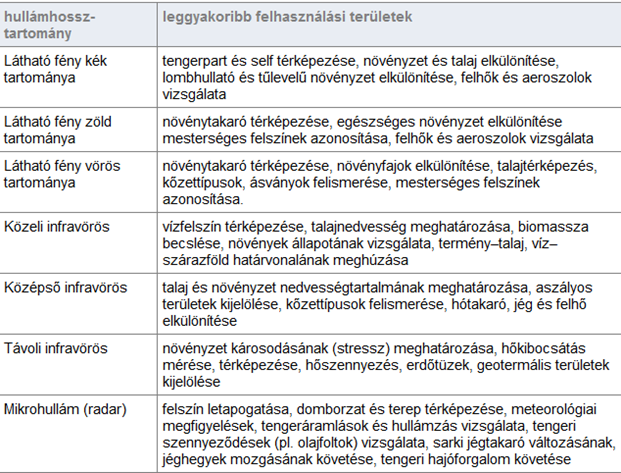 hullámhossz-
tartomány
leggyakoribb felhasználási területek
Látható fény kék
tartománya
tengerpart és self térképezése, növényzet és talaj elkülönítése,
lombhullató és tűlevelű növényzet elkülönítése, felhők és aeroszolok
vizsgálata
Látható fény zöld
tartománya
növénytakaró térképezése, egészséges növényzet elkülönítése
mesterséges felszínek azonosítása, felhők és aeroszolok vizsgálata
Látható fény vörös
tartománya
növénytakaró térképezése, növényfajok elkülönítése, talajtérképezés,
kőzettípusok, ásványok felismerése, mesterséges felszínek
azonosítása.
Közeli infravörös
vízfelszín térképezése, talajnedvesség meghatározása, biomassza
becslése, növények állapotának vizsgálata, termény–talaj, víz–
szárazföld határvonalának meghúzása
Középső infravörös
talaj és növényzet nedvességtartalmának meghatározása, aszályos
területek kijelölése, kőzettípusok felismerése, hótakaró, jég és felhő
elkülönítése
Távoli infravörös
növényzet károsodásának (stressz) meghatározása, hőkibocsátás
mérése, térképezése, hőszennyezés, erdőtüzek, geotermális területek
kijelölése
Mikrohullám (radar)
felszín letapogatása, domborzat és terep térképezése, meteorológiai
megfigyelések, tengeráramlások és hullámzás vizsgálata, tengeri
szennyeződések (pl. olajfoltok) vizsgálata, sarki jégtakaró változásának,
jéghegyek mozgásának követése, tengeri hajóforgalom követése